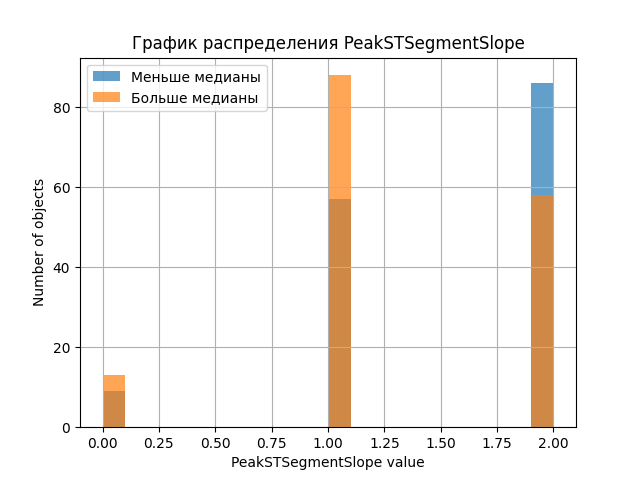 График распределения PeakSTSegmentSlope
Меньше медианы
Больше медианы
80
60
40
20
0
Number of objects
0.00 0.25 0.50 0.75 1.00 1.25 1.50 1.75 2.00
PeakSTSegmentSlope value